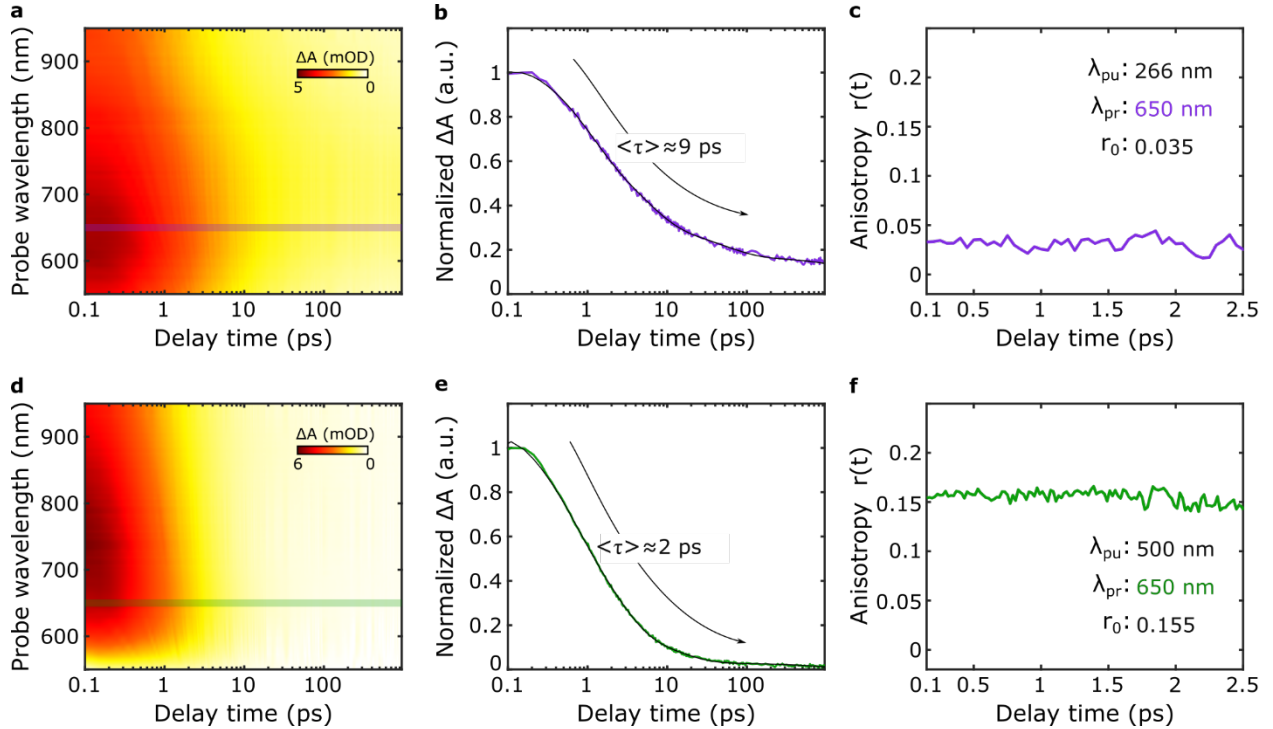 a
Probe wavelength (nm)
900
800
700
600
ΔA (mOD)
5 0
0.1 1 10 100
Delay time (ps)
b
Normalized ΔA (a.u.)
1
0.8
0.6
0.4
0.2
0
<τ>≈9 ps
0.1 1 10 100
Delay time (ps)
c
Anisotropy r(t)
0.2
0.15
0.1
0.05
0
λpu: 266 nm
λpr: 650 nm
r0: 0.035
0.1 0.5 1 1.5 2 2.5
Delay time (ps)
d
Probe wavelength (nm)
900
800
700
600
ΔA (mOD)
6 0
0.1 1 10 100
Delay time (ps)
e
Normalized ΔA (a.u.)
1
0.8
0.6
0.4
0.2
0
<τ>≈2 ps
0.1 1 10 100
Delay time (ps)
f
Anisotropy r(t)
0.2
0.15
0.1
0.05
0
λpu: 500 nm
λpr: 650 nm
r0: 0.155
0.1 0.5 1 1.5 2 2.5
Delay time (ps)